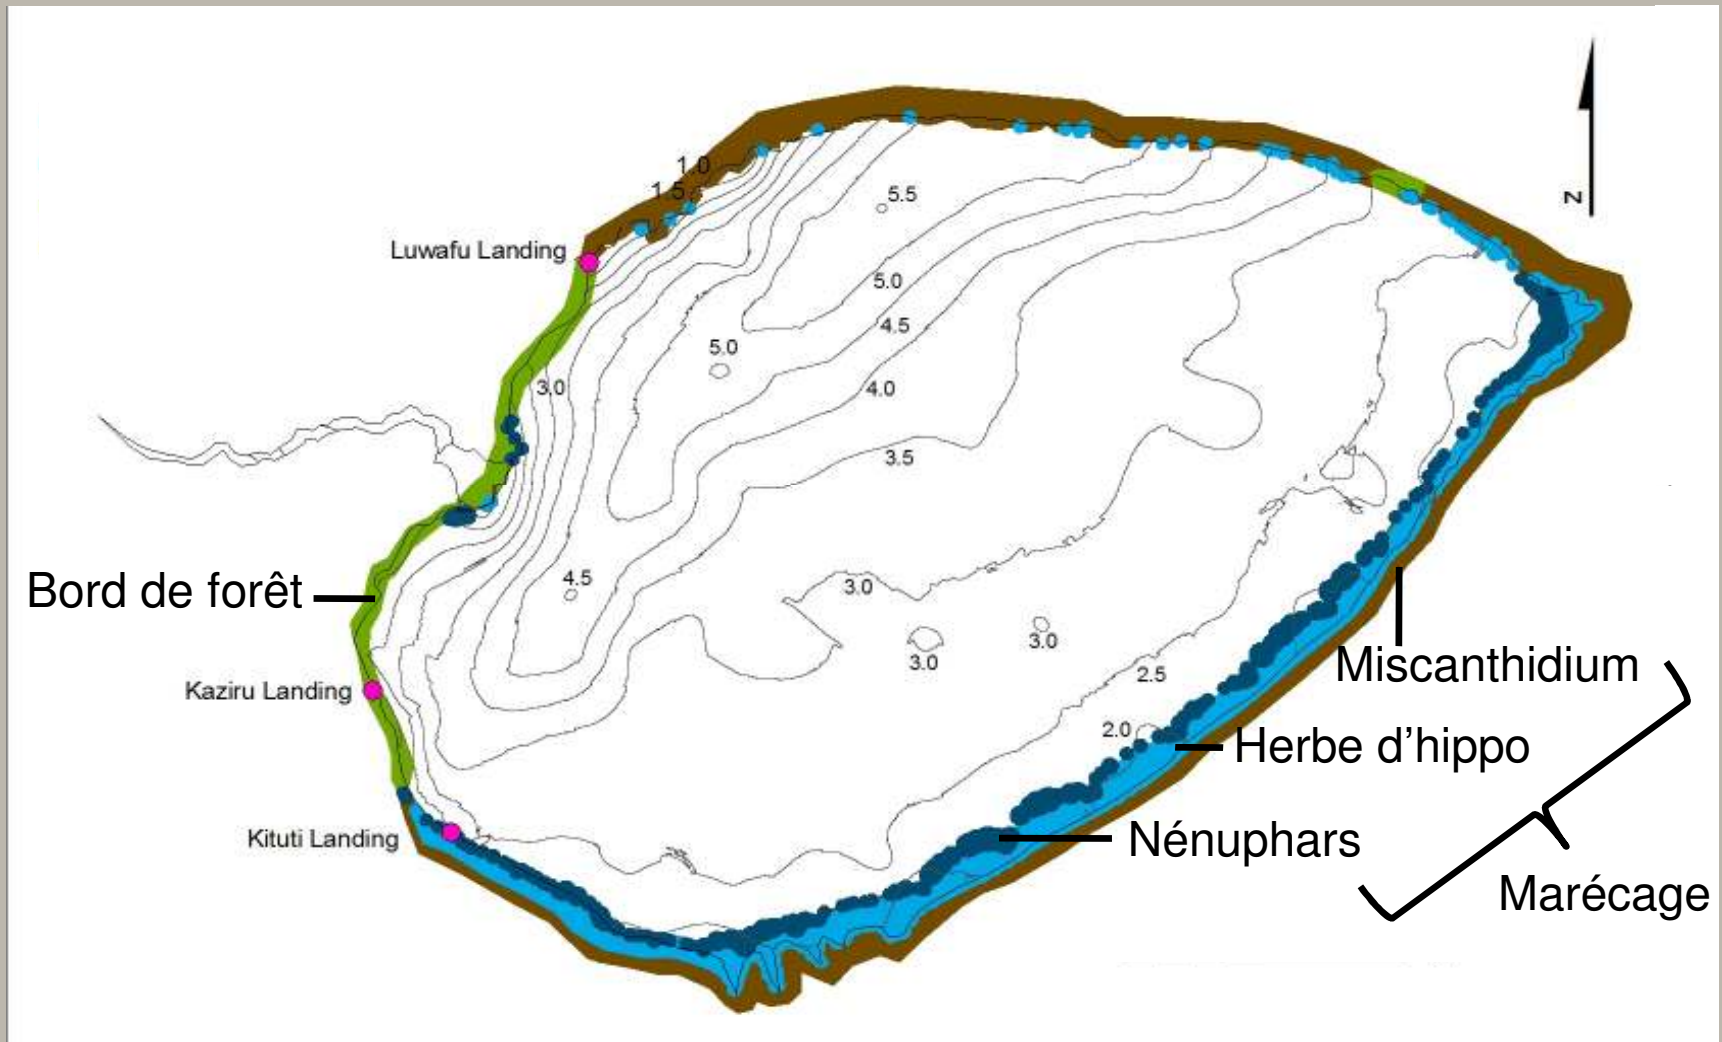 1.0
1.5
5.5
N
Luwafu Landing
5.0
4.5
5.0
3.0
4.0
3.5
4.5
Bord de forêt
3.0
3.0
3.0
Miscanthidium
2.5
Kaziru Landing
2.0
Herbe d’hippo
Kituti Landing
Nénuphars
Marécage